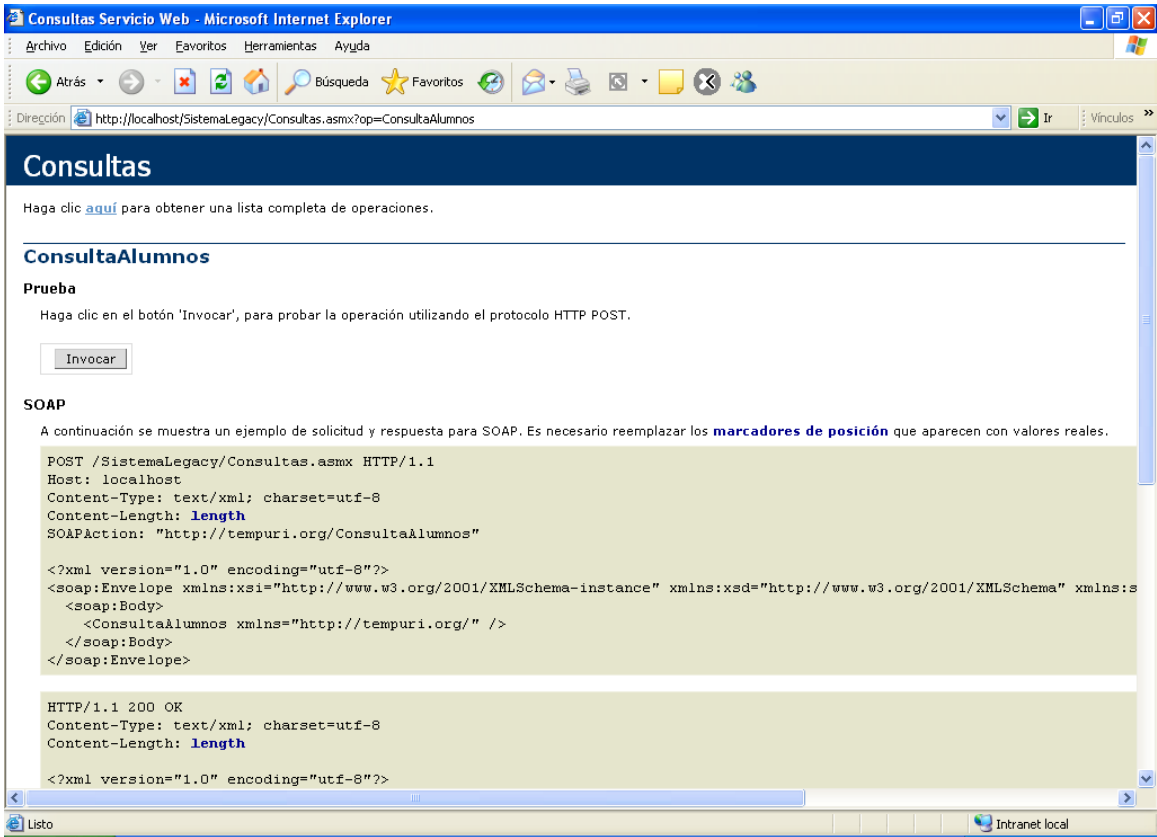 Consultas Servicio Web - Microsoft Internet Explorer
Archivo Edición Ver Favoritos Herramientas Ayuda
Atrás Búsqueda Favoritos
Dirección http://localhost/SistemaLegacy/Consultas.asmx?op=ConsultaAlumnos Ir Vínculos »
Consultas
Haga clic aquí para obtener una lista completa de operaciones.
ConsultaAlumnos
Prueba
Haga clic en el botón 'Invocar', para probar la operación utilizando el protocolo HTTP POST.
Invocar
SOAP
A continuación se muestra un ejemplo de solicitud y respuesta para SOAP. Es necesario reemplazar los marcadores de posición que aparecen con valores reales.
POST /SistemaLegacy/Consultas.asmx HTTP/1.1
Host: localhost
Content-Type: text/xml; charset=utf-8
Content-Length: length
SOAPAction: "http://tempuri.org/ConsultaAlumnos"
<?xml version="1.0" encoding="utf-8"?>
<soap:Envelope xmlns:xsi="http://www.w3.org/2001/XMLSchema-instance" xmlns:xsd="http://www.w3.org/2001/XMLSchema" xmlns:s
<soap:Body>
<ConsultaAlumnos xmlns="http://tempuri.org/" />
</soap:Body>
</soap:Envelope>
HTTP/1.1 200 OK
Content-Type: text/xml; charset=utf-8
Content-Length: length
<?xml version="1.0" encoding="utf-8"?>
Listo Intranet local